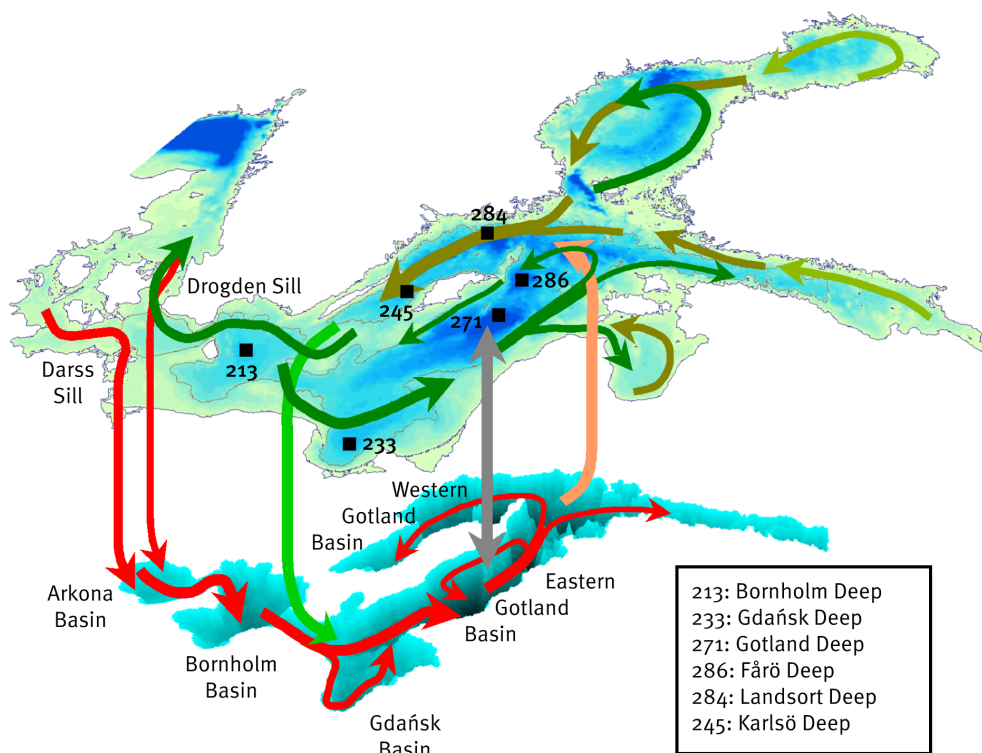 284
Drogden Sill
286
245
271
Darss
Sill
213
233
Western
Gotland
Basin
Eastern
Gotland
Basin
Arkona
Basin
Bornholm
Basin
Gdańsk
Basin
213: Bornholm Deep
233: Gdańsk Deep
271: Gotland Deep
286: Fårö Deep
284: Landsort Deep
245: Karlsö Deep